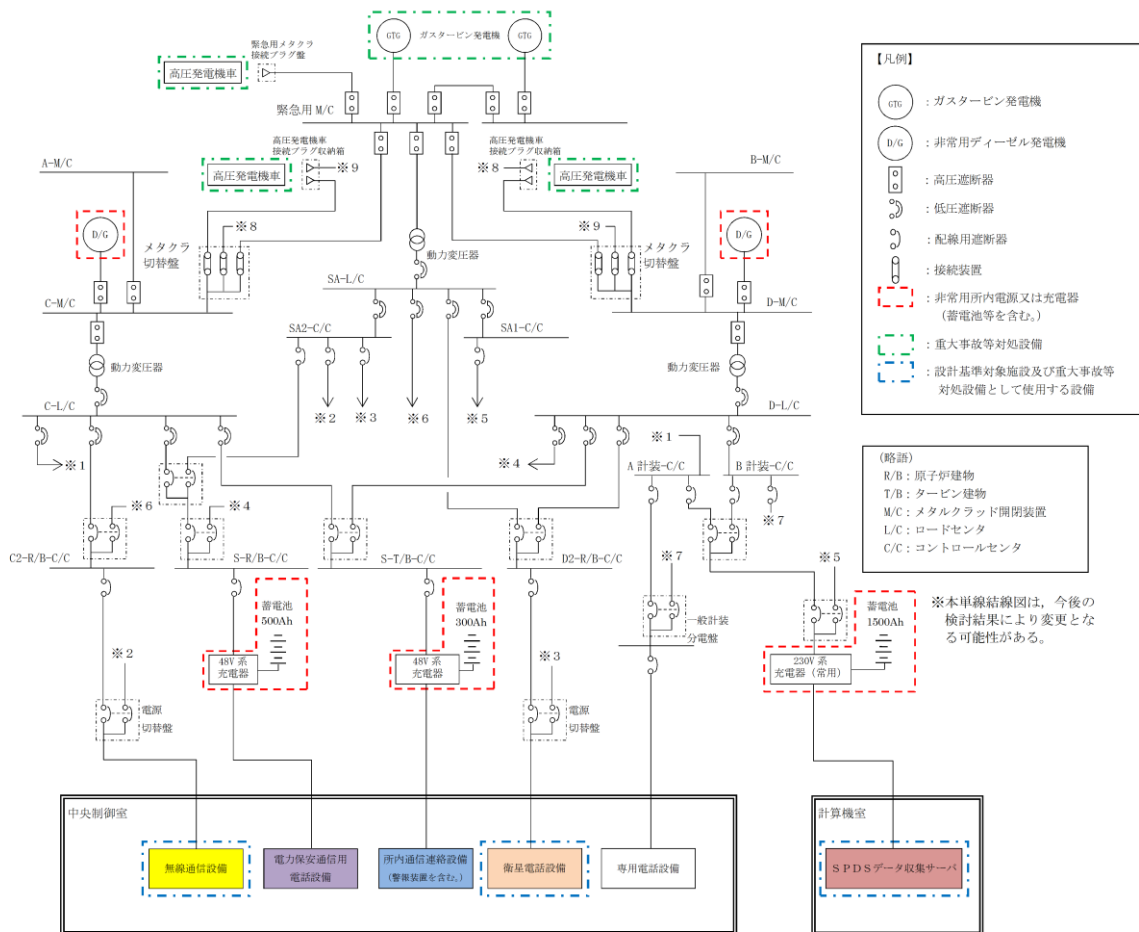 GTG
ガスタービン発電機
GTG
緊急用メタクラ
接続プラグ盤
高圧発電機車
緊急用 M/C
高圧発電機車
接続プラグ収納箱
※9
高圧発電機車
高圧発電機車
接続プラグ収納箱
※8
高圧発電機車
A-M/C
B-M/C
D/G
※8
メタクラ
切替盤
動力変圧器
※9
メタクラ
切替盤
D/G
C-M/C
SA-L/C
D-M/C
SA2-C/C
SA1-C/C
動力変圧器
動力変圧器
C-L/C
※2
※3
※6
※5
D-L/C
※1
※4
※1
A 計装-C/C
B 計装-C/C
※6
※4
※7
C2-R/B-C/C
S-R/B-C/C
S-T/B-C/C
D2-R/B-C/C
※7
※5
蓄電池
500Ah
蓄電池
300Ah
一般計装
分電盤
蓄電池
1500Ah
※2
48V 系
充電器
48V 系
充電器
※3
230V 系
充電器(常用)
電源
切替盤
電源
切替盤
中央制御室
無線通信設備
電力保安通信用
電話設備
所内通信連絡設備
(警報装置を含む。)
衛星電話設備
専用電話設備
計算機室
SPDSデータ収集サーバ
【凡例】
GTG
:ガスタービン発電機
D/G
:非常用ディーゼル発電機
:高圧遮断器
:低圧遮断器
:配線用遮断器
:接続装置
:非常用所内電源又は充電器
(蓄電池等を含む。)
:重大事故等対処設備
:設計基準対象施設及び重大事故等
対処設備として使用する設備
(略語)
R/B:原子炉建物
T/B:タービン建物
M/C:メタルクラッド開閉装置
L/C:ロードセンタ
C/C:コントロールセンタ
※本単線結線図は,今後の
検討結果により変更とな
る可能性がある。